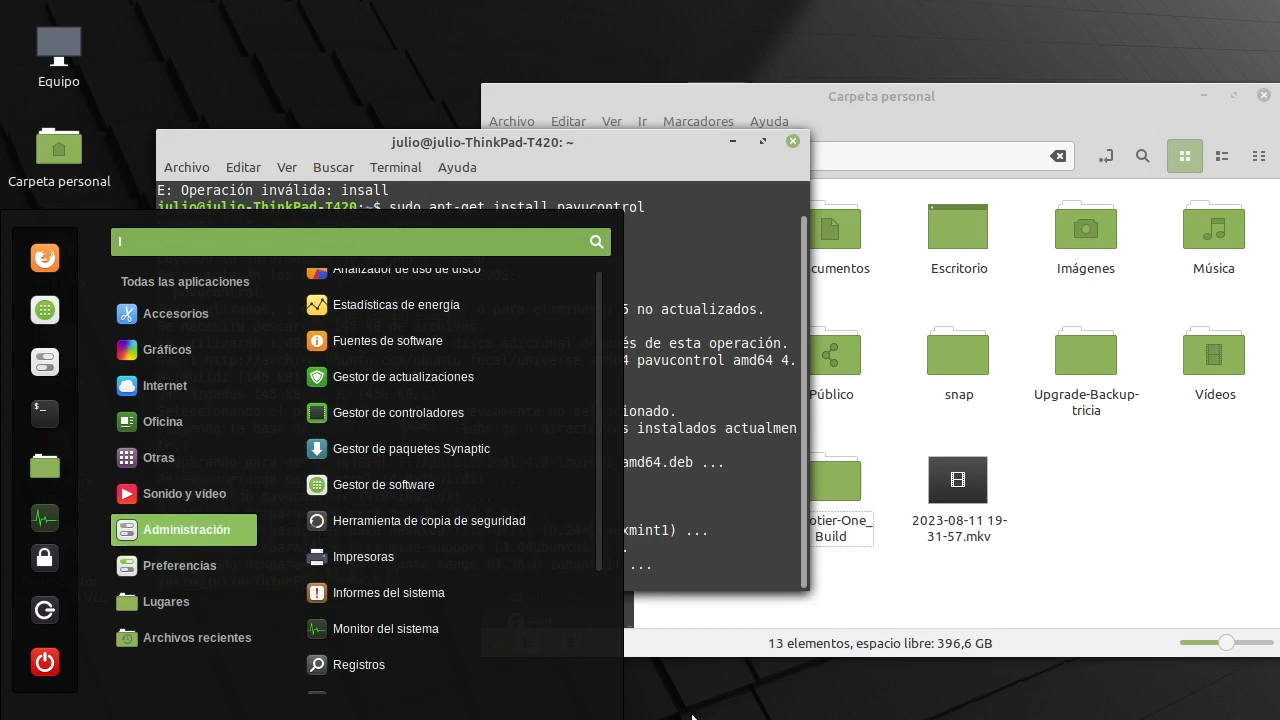 Equipo
Carpeta personal
Carpeta personal
Archivo Editar Ver Ir Marcadores Ayuda
julio@julio-ThinkPad-T420: ~
Archivo Editar Ver Buscar Terminal Ayuda
E: Operación inválida: insall
julio@julio-ThinkPad-T420:~$ sudo apt-get install pavucontrol
no actualizados.
de esta operación.
pavucontrol amd64 4.
instalados actualmen
amd64.deb ...
Todas las aplicaciones
Accesorios
Gráficos
Internet
Oficina
Otras
Sonido y vídeo
Administración
Preferencias
Lugares
Archivos recientes
Analizador de uso de disco
Estadísticas de energía
Fuentes de software
Gestor de actualizaciones
Gestor de controladores
Gestor de paquetes Synaptic
Gestor de software
Herramienta de copia de seguridad
Impresoras
Informes del sistema
Monitor del sistema
Registros
cumentos
Escritorio
Imágenes
Música
Público
snap
Upgrade-Backup-
tricia
Vídeos
otier-One_
Build
2023-08-11 19-
31-57.mkv
13 elementos, espacio libre: 396,6 GB